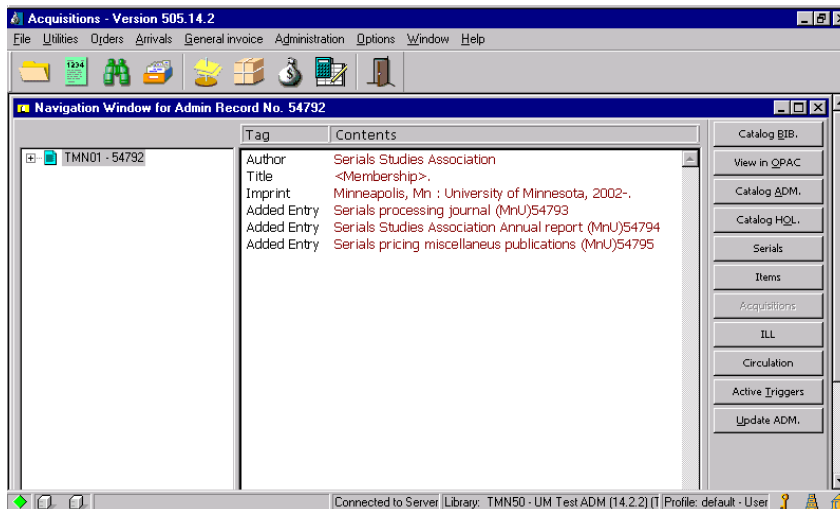 Acquisitions - Version 505.14.2
File Utilities Orders Arrivals General invoice Administration Options Window Help
1234
$
Navigation Window for Admin Record No. 54792
Tag Contents
TMN01 - 54792
Author Serials Studies Association
Title <Membership>.
Imprint Minneapolis, Mn : University of Minnesota, 2002-.
Added Entry Serials processing journal (MnU)54793
Added Entry Serials Studies Association Annual report (MnU)54794
Added Entry Serials pricing miscellaneus publications (MnU)54795
Catalog BIB.
View in OPAC
Catalog ADM.
Catalog HOL.
Serials
Items
Acquisitions
ILL
Circulation
Active Triggers
Update ADM.
Connected to Server Library: TMN50 - UM Test ADM (14.2.2) (T Profile: default - User